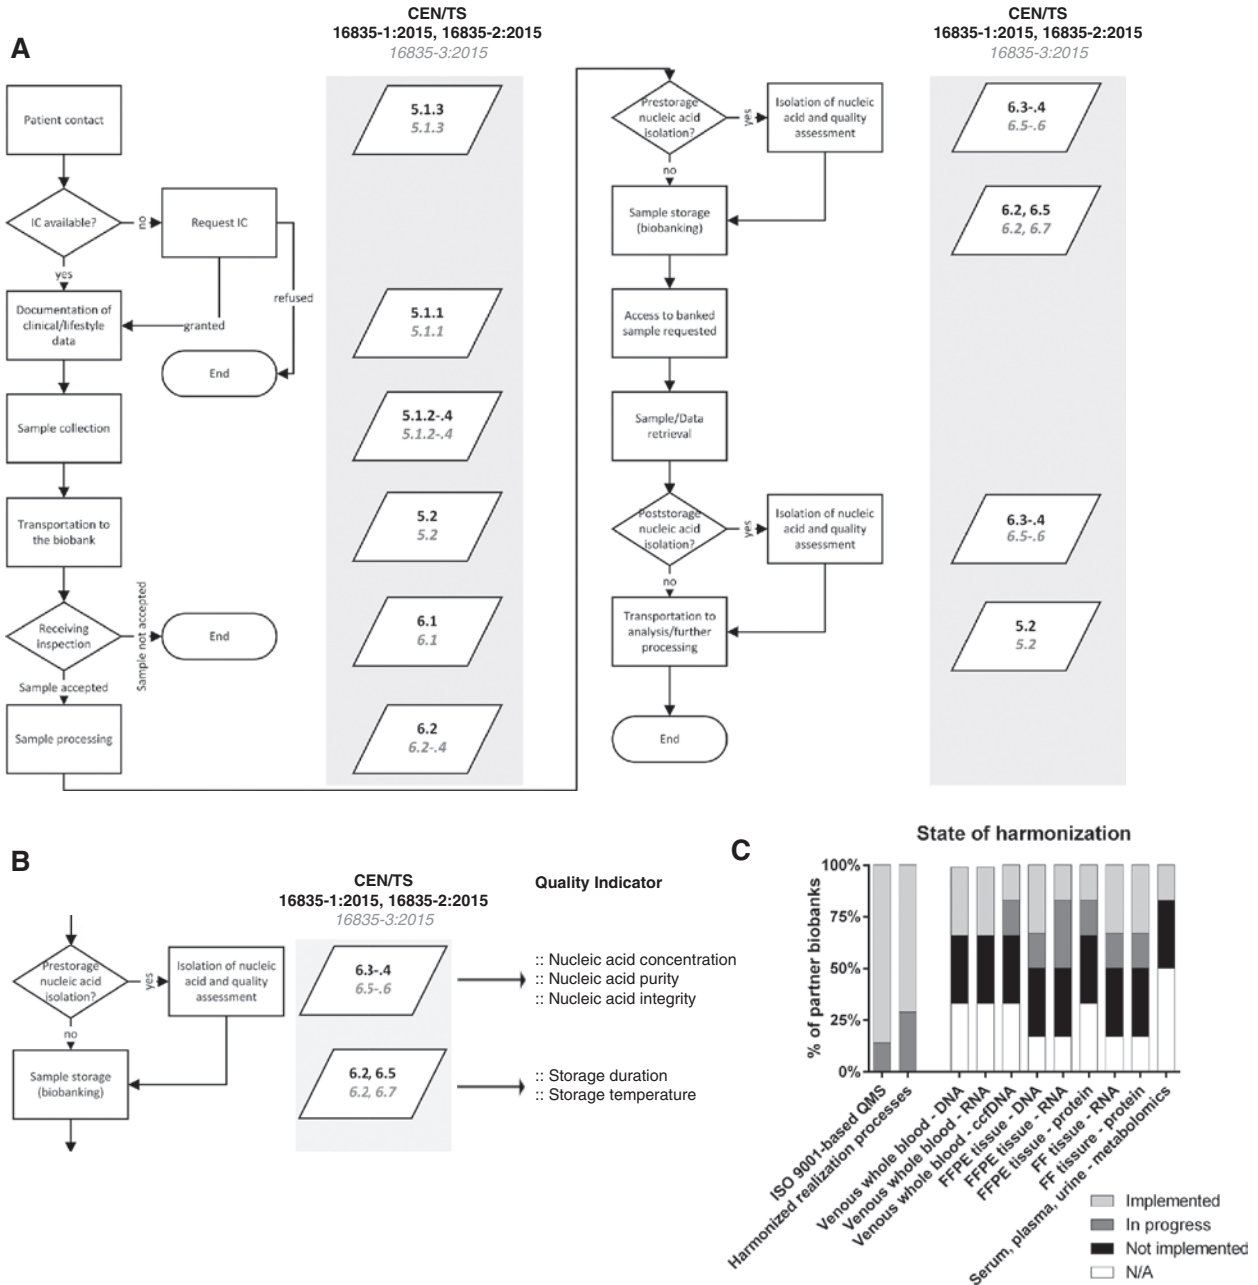 A
CEN/TS
16835-1:2015, 16835-2:2015
16835-3:2015
Patient contact
5.1.3
5.1.3
IC available?
no
Request IC
yes
refused
Documentation of
clinical/lifestyle
data
granted
5.1.1
5.1.1
End
Sample collection
5.1.2-.4
5.1.2-.4
Transportation to
the biobank
5.2
5.2
Receiving
inspection
Sample not accepted
End
6.1
6.1
Sample accepted
Sample processing
6.2
6.2-.4
CEN/TS
16835-1:2015, 16835-2:2015
16835-3:2015
Prestorage
nucleic acid
isolation?
yes
Isolation of nucleic
acid and quality
assessment
6.3-.4
6.5-.6
no
Sample storage
(biobanking)
6.2, 6.5
6.2, 6.7
Access to banked
sample requested
Sample/Data
retrieval
Poststorage
nucleic acid
isolation?
yes
Isolation of nucleic
acid and quality
assessment
6.3-.4
6.5-.6
no
Transportation to
analysis/further
processing
5.2
5.2
End
B
CEN/TS
16835-1:2015, 16835-2:2015
16835-3:2015
Quality Indicator
Prestorage
nucleic acid
isolation?
yes
Isolation of nucleic
acid and quality
assessment
6.3-.4
6.5-.6
:: Nucleic acid concentration
:: Nucleic acid purity
:: Nucleic acid integrity
no
Sample storage
(biobanking)
6.2, 6.5
6.2, 6.7
:: Storage duration
:: Storage temperature
C
State of harmonization
% of partner biobanks
100%
75%
50%
25%
0%
ISO 9001-based QMS
Harmonized realization processes
Venous whole blood - DNA
Venous whole blood - RNA
Venous whole blood - ccfDNA
FFPE tissue - DNA
FFPE tissue - RNA
FFPE tissue - protein
FF tissue - RNA
FF tissure - protein
Serum, plasma, urine - metabolomics
Implemented
In progress
Not implemented
N/A